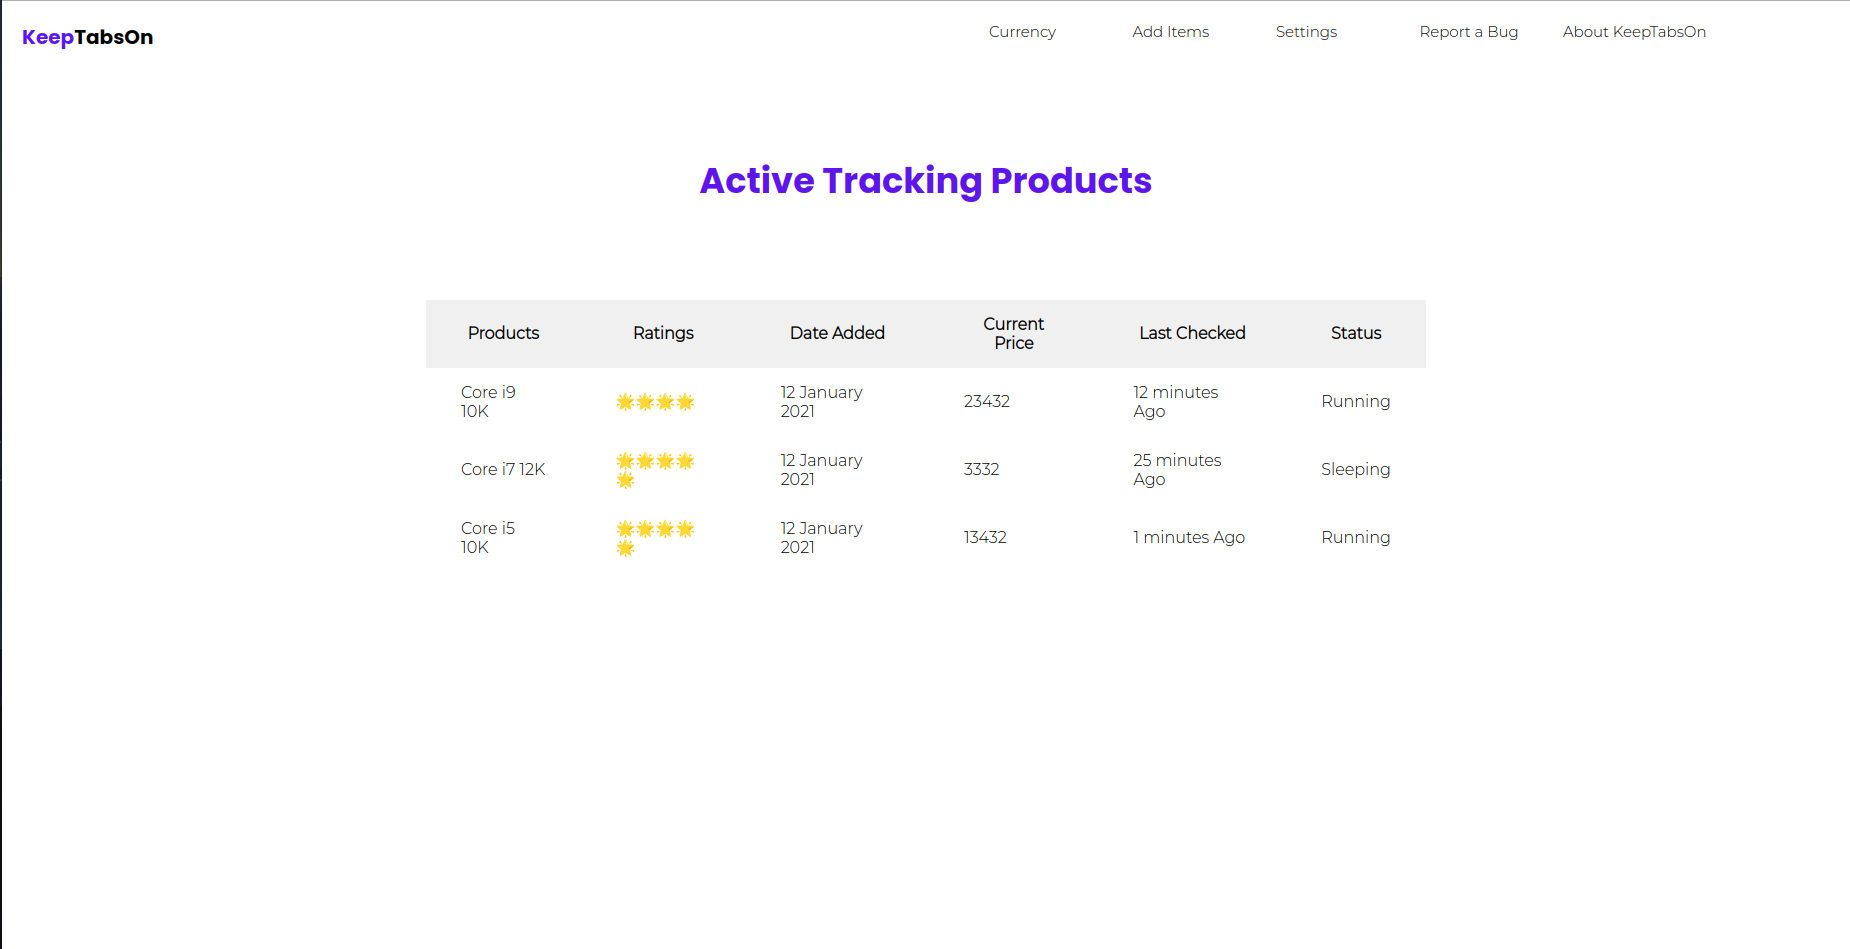 KeepTabsOn
Currency Add Items Settings Report a Bug About KeepTabsOn
Active Tracking Products
Products Ratings Date Added Current Price Last Checked Status
Core i9 10K 🌟🌟🌟🌟 12 January 2021 23432 12 minutes Ago Running
Core i7 12K 🌟🌟🌟🌟🌟 12 January 2021 3332 25 minutes Ago Sleeping
Core i5 10K 🌟🌟🌟🌟🌟 12 January 2021 13432 1 minutes Ago Running